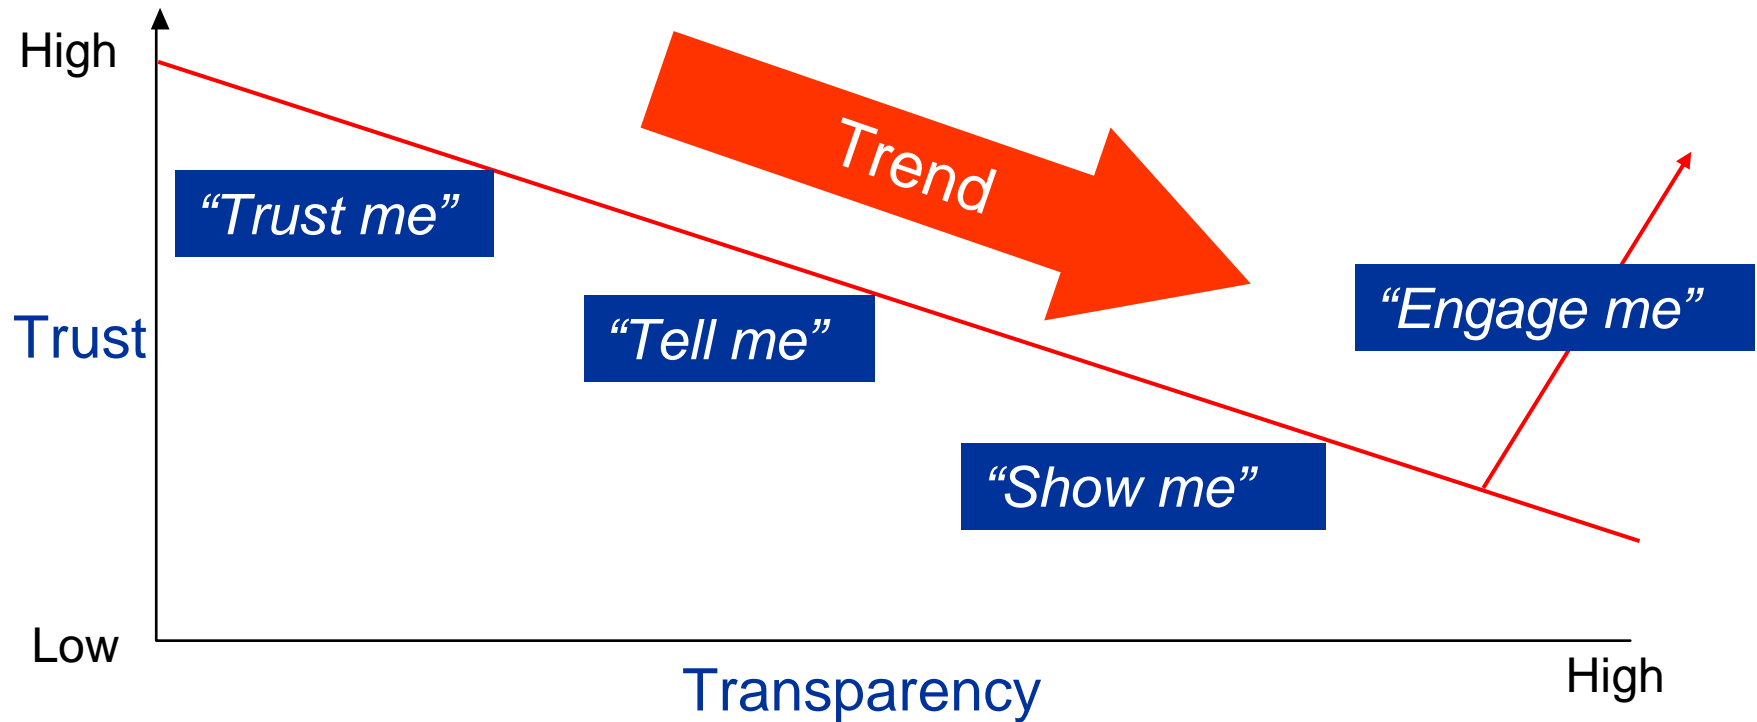 High
Trend
“Trust me”
“Engage me”
Trust
“Tell me”
“Show me”
Low
High
Transparency